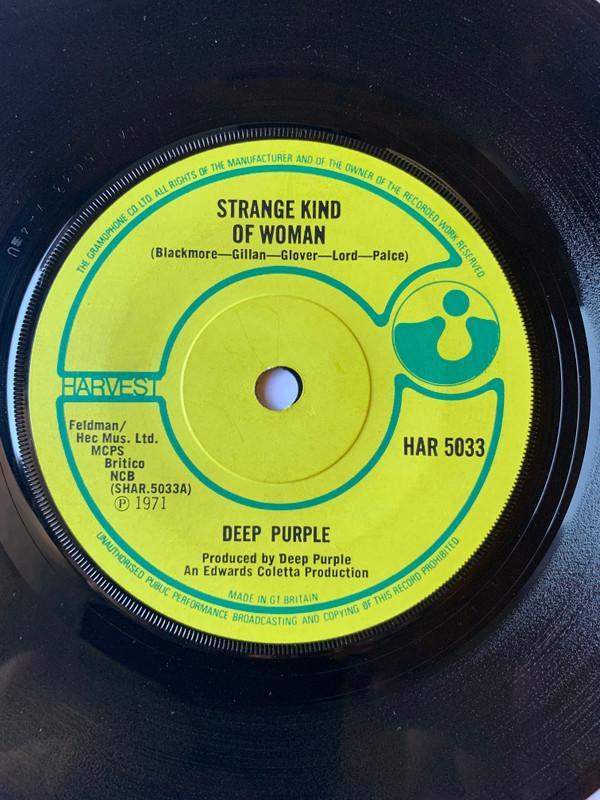 THE GRAMOPHONE CO LTD. ALL RIGHTS OF THE MANUFACTURER AND OF THE OWNER OF THE RECORDED WORK RESERVED
STRANGE KIND
OF WOMAN
(Blackmore—Gillan—Glover—Lord—Paice)
HARVEST
Feldman/
Hec Mus. Ltd.
MCPS
Britico
NCB
(SHAR.5033A)
Ⓟ 1971
HAR 5033
DEEP PURPLE
Produced by Deep Purple
An Edwards Coletta Production
MADE IN GT BRITAIN
UNAUTHORISED PUBLIC PERFORMANCE BROADCASTING AND COPYING OF THIS RECORD PROHIBITED